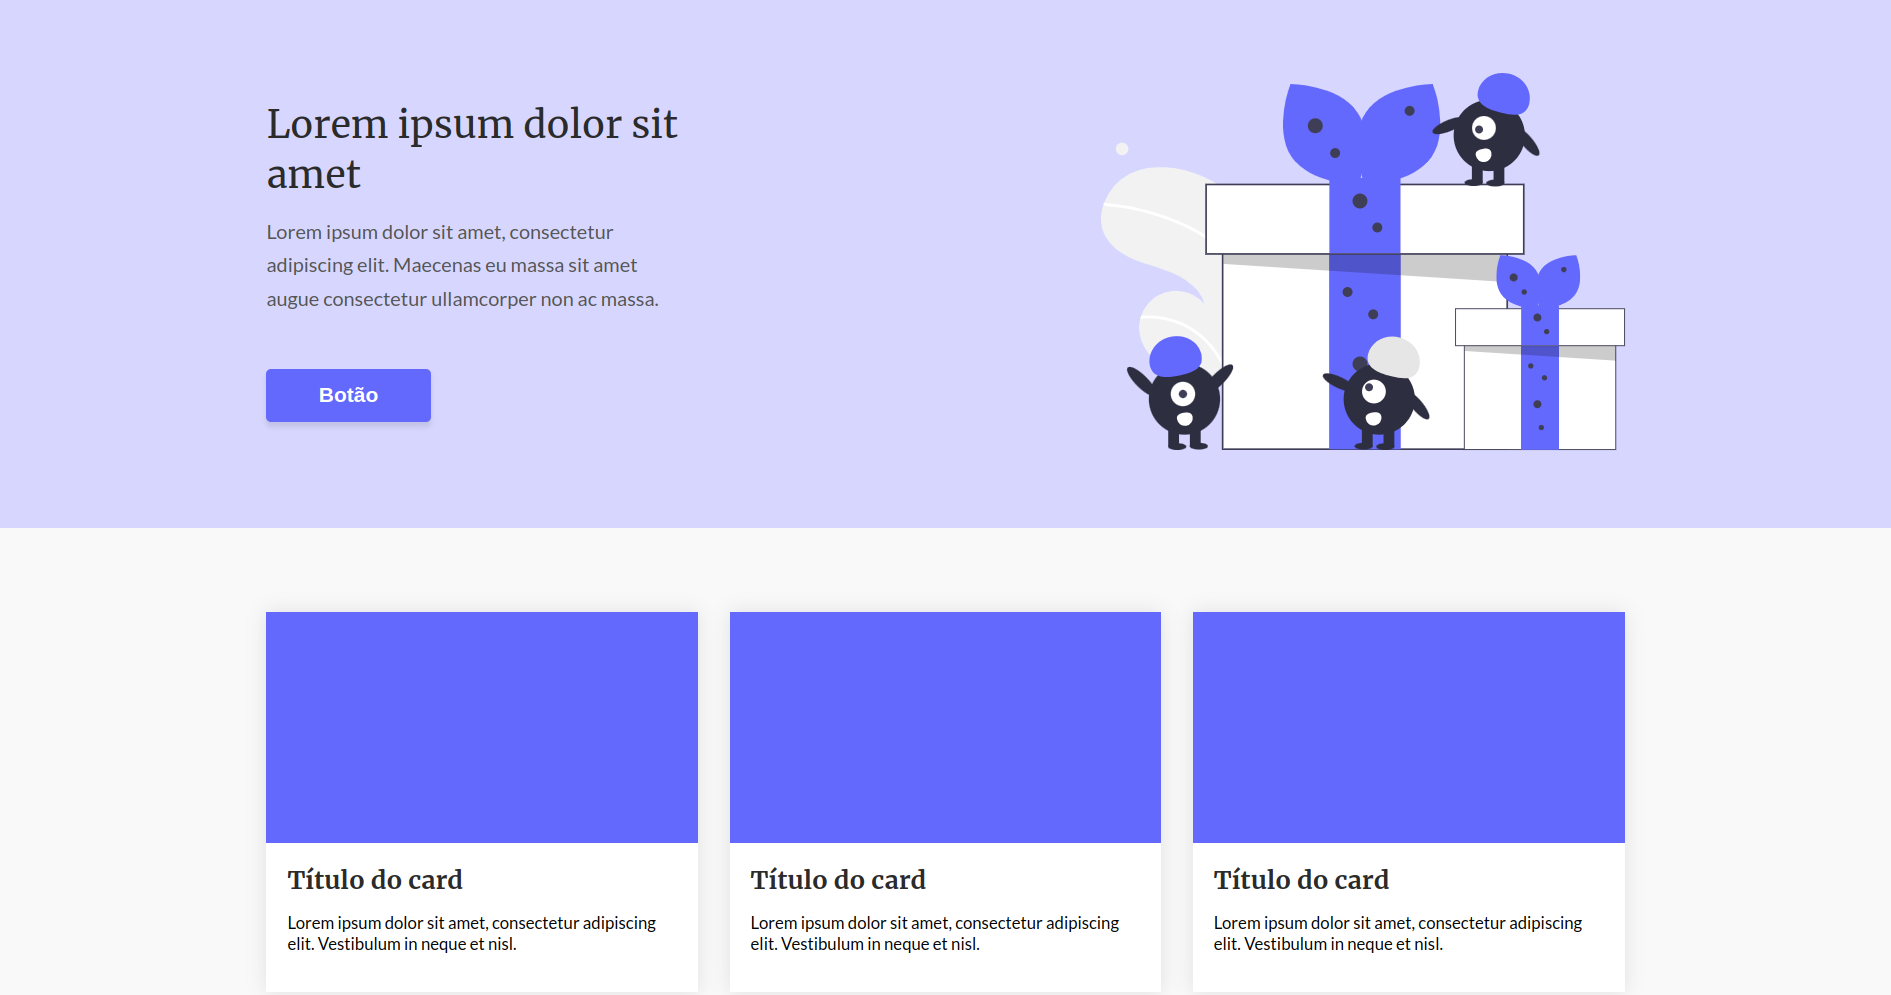 Lorem ipsum dolor sit
amet
Lorem ipsum dolor sit amet, consectetur
adipiscing elit. Maecenas eu massa sit amet
augue consectetur ullamcorper non ac massa.
Botão
Título do card
Lorem ipsum dolor sit amet, consectetur adipiscing
elit. Vestibulum in neque et nisl.
Título do card
Lorem ipsum dolor sit amet, consectetur adipiscing
elit. Vestibulum in neque et nisl.
Título do card
Lorem ipsum dolor sit amet, consectetur adipiscing
elit. Vestibulum in neque et nisl.